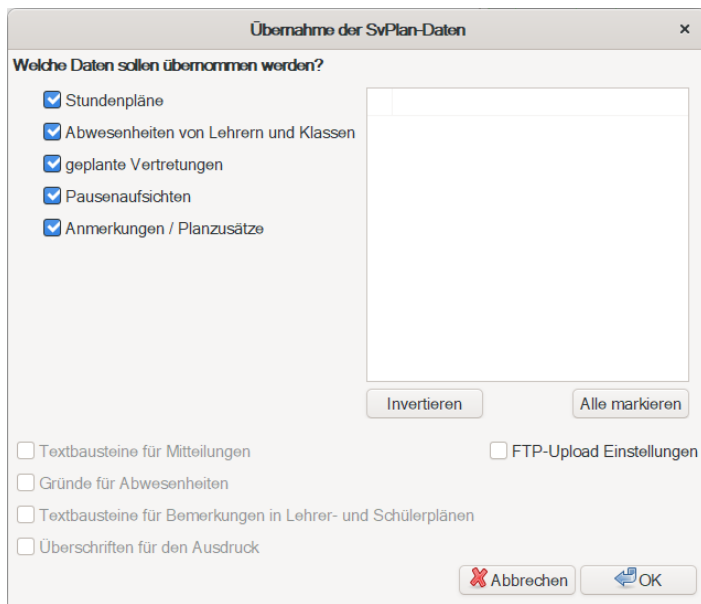 Übernahme der SvPlan-Daten
Welche Daten sollen übernommen werden?
Stundenpläne
Abwesenheiten von Lehrern und Klassen
geplante Vertretungen
Pausenaufsichten
Anmerkungen / Planzusätze
Invertieren
Alle markieren
Textbausteine für Mitteilungen
FTP-Upload Einstellungen
Gründe für Abwesenheiten
Textbausteine für Bemerkungen in Lehrer- und Schülerplänen
Überschriften für den Ausdruck
Abbrechen
OK